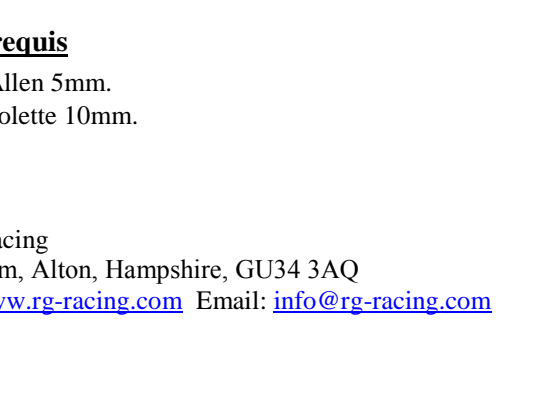 requis
Allen 5mm.
olette 10mm.
acing
m, Alton, Hampshire, GU34 3AQ
ww.rg-racing.com Email: info@rg-racing.com